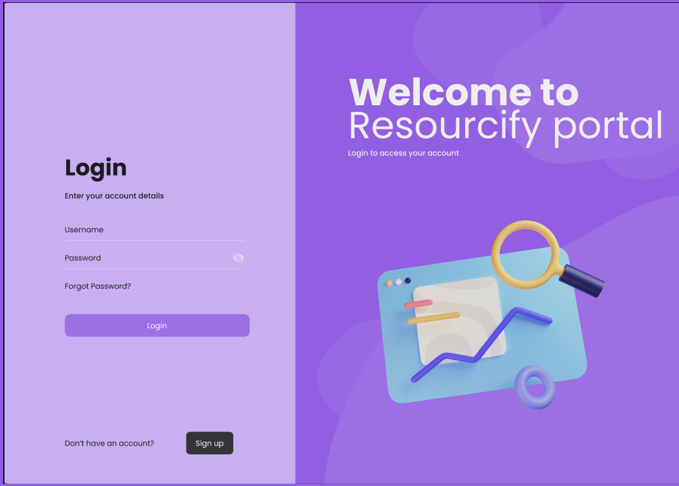 Login
Enter your account details
Username
Password
Forgot Password?
Login
Don't have an account?
Sign up
Welcome to
Resourcify portal
Login to access your account